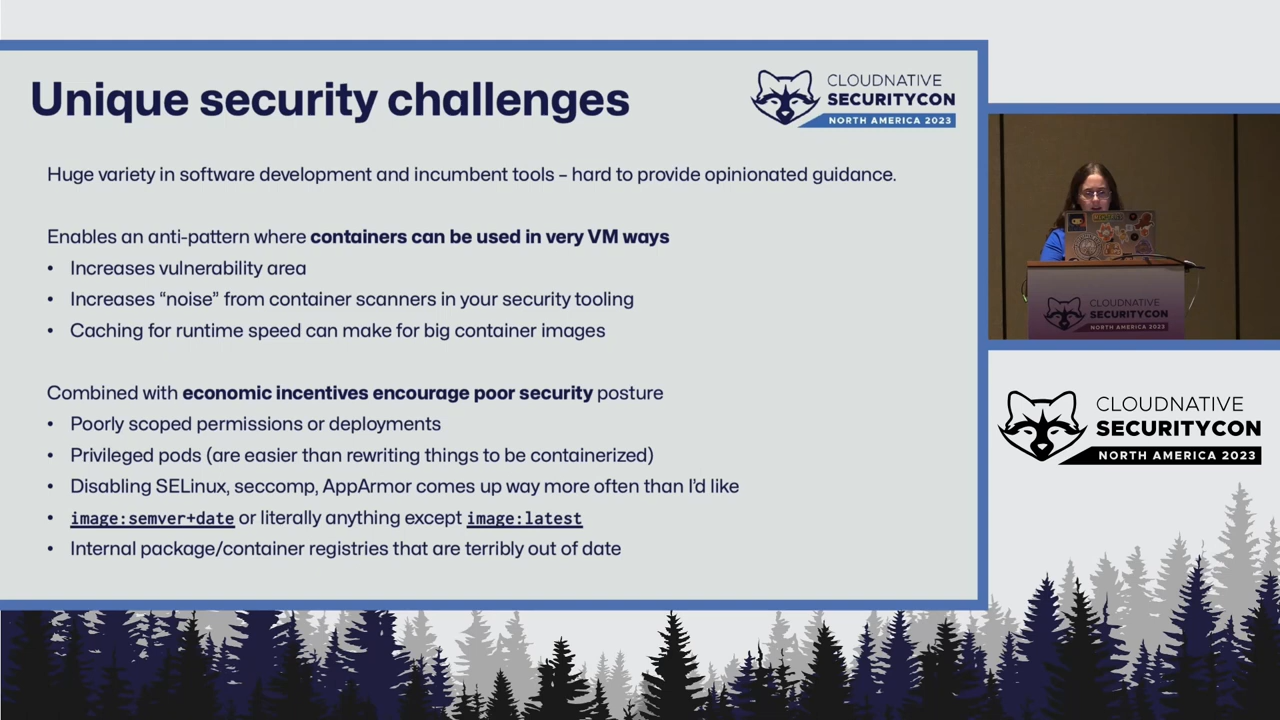 Unique security challenges
CLOUDNATIVE
SECURITYCON
NORTH AMERICA 2023
Huge variety in software development and incumbent tools – hard to provide opinionated guidance.
Enables an anti-pattern where containers can be used in very VM ways
• Increases vulnerability area
• Increases “noise” from container scanners in your security tooling
• Caching for runtime speed can make for big container images
Combined with economic incentives encourage poor security posture
• Poorly scoped permissions or deployments
• Privileged pods (are easier than rewriting things to be containerized)
• Disabling SELinux, seccomp, AppArmor comes up way more often than I’d like
• image:semver+date or literally anything except image:latest
• Internal package/container registries that are terribly out of date
CLOUDNATIVE
SECURITYCON
NORTH AMERICA 2023
CLOUDNATIVE
SECURITYCON
NORTH AMERICA 2023